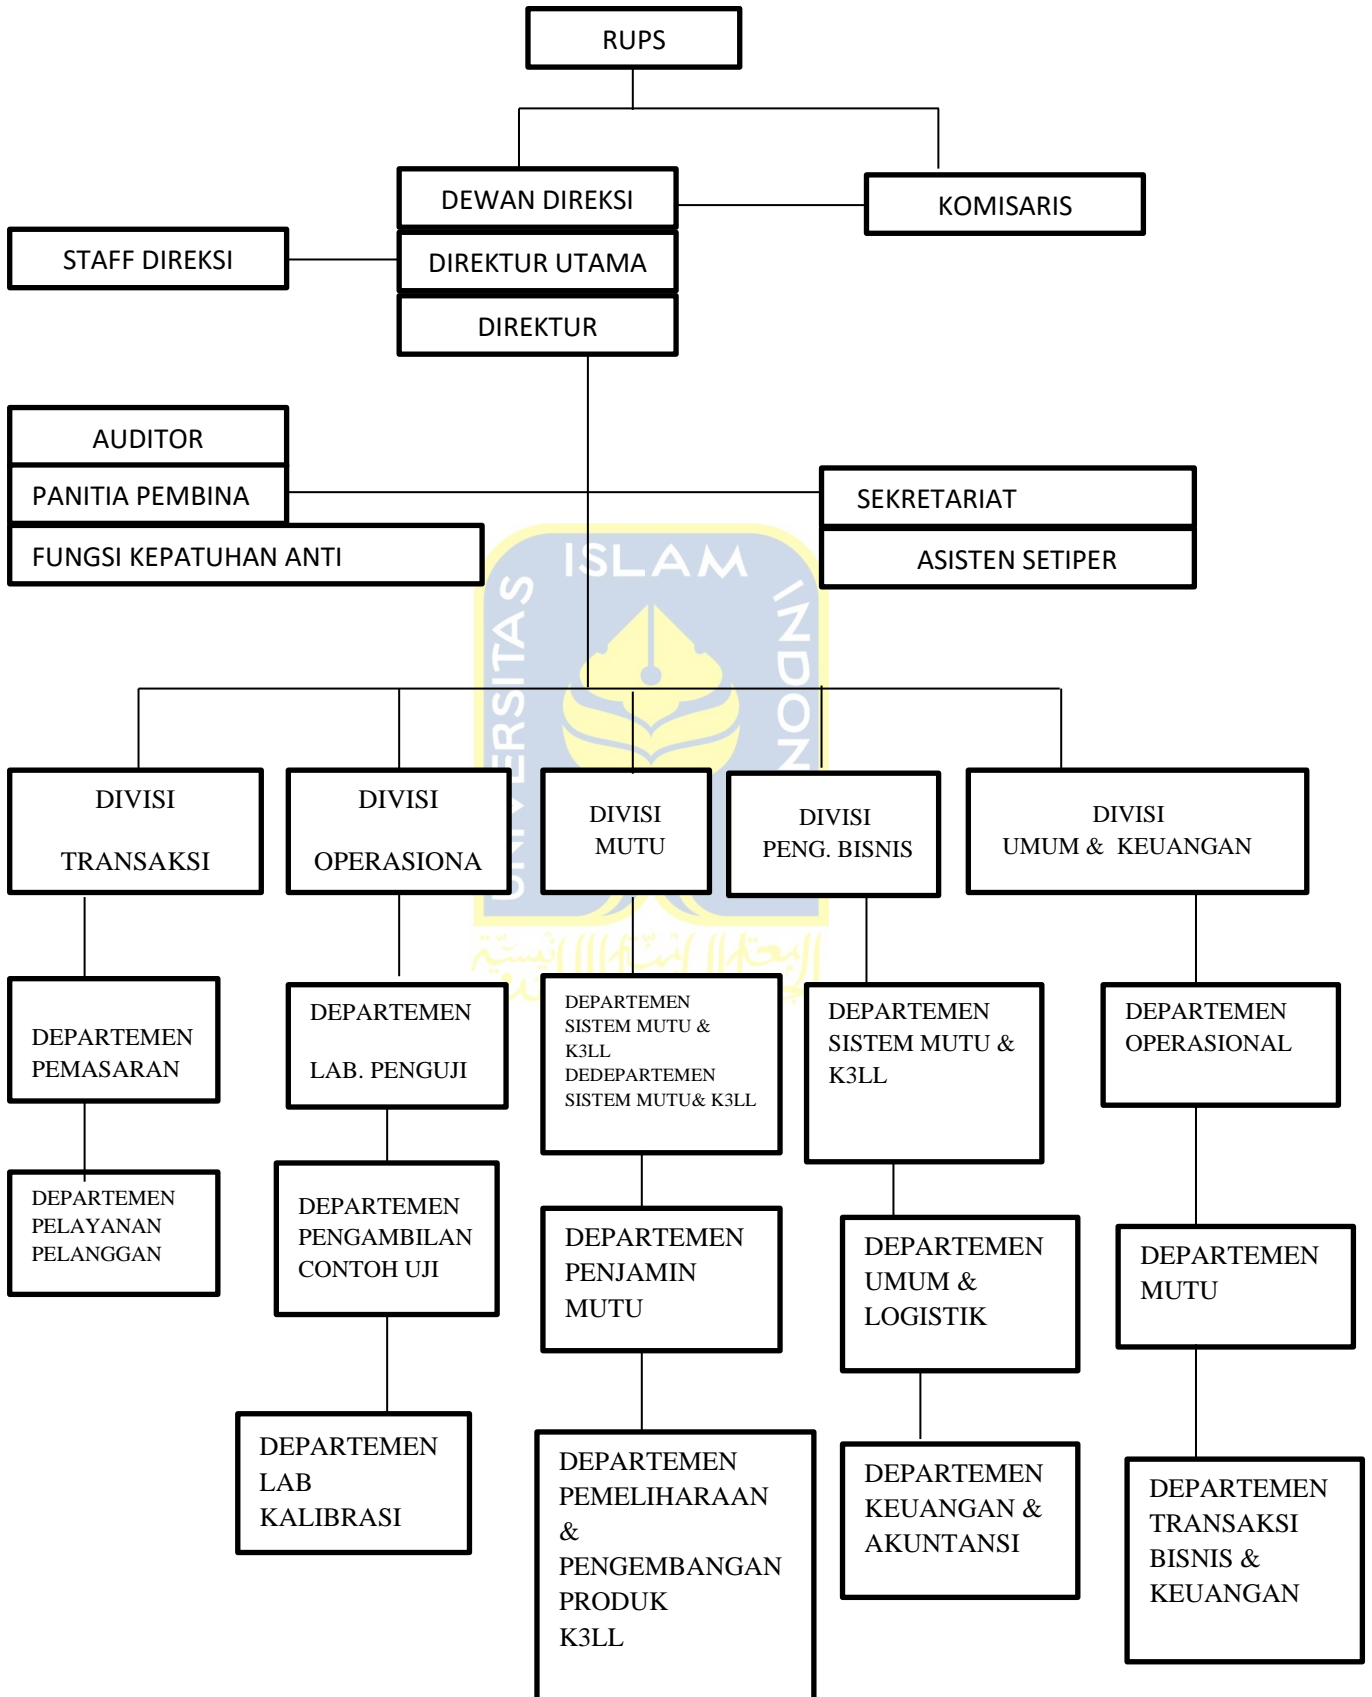 RUPS
DEWAN DIREKSI
KOMISARIS
STAFF DIREKSI
DIREKTUR UTAMA
DIREKTUR
AUDITOR
PANITIA PEMBINA
SEKRETARIAT
FUNGSI KEPATUHAN ANTI
ASISTEN SETIPER
UNIVERSITAS
ISLAM
INDON
DIVISI
TRANSAKSI
DIVISI
OPERASIONA
DIVISI
MUTU
DIVISI
PENG. BISNIS
DIVISI
UMUM & KEUANGAN
DEPARTEMEN
PEMASARAN
DEPARTEMEN
LAB. PENGUJI
DEPARTEMEN
SISTEM MUTU &
K3LL
DEDEPARTEMEN
SISTEM MUTU& K3LL
DEPARTEMEN
SISTEM MUTU &
K3LL
DEPARTEMEN
OPERASIONAL
DEPARTEMEN
PELAYANAN
PELANGGAN
DEPARTEMEN
PENGAMBILAN
CONTOH UJI
DEPARTEMEN
PENJAMIN
MUTU
DEPARTEMEN
UMUM &
LOGISTIK
DEPARTEMEN
MUTU
DEPARTEMEN
LAB
KALIBRASI
DEPARTEMEN
PEMELIHARAAN
&
PENGEMBANGAN
PRODUK
K3LL
DEPARTEMEN
KEUANGAN &
AKUNTANSI
DEPARTEMEN
TRANSAKSI
BISNIS &
KEUANGAN